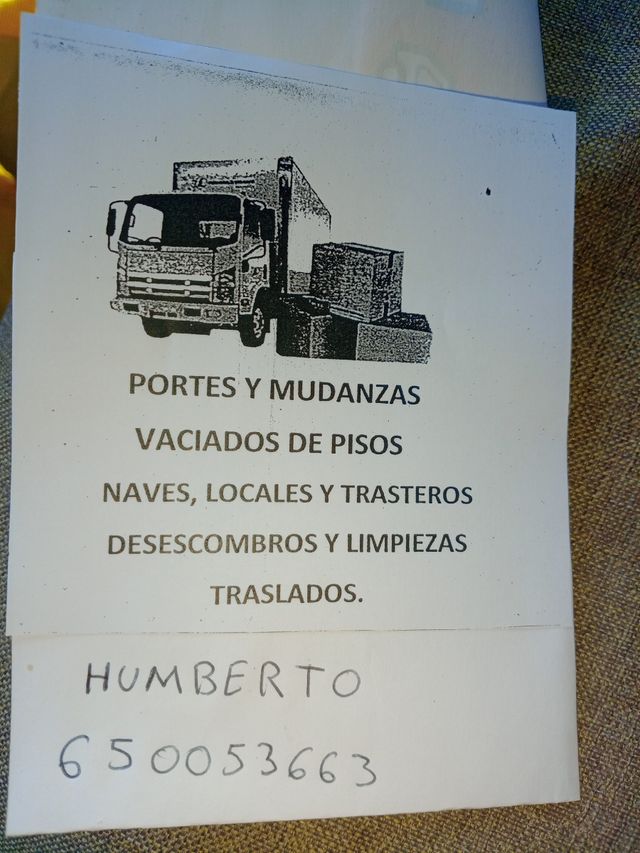 PORTES Y MUDANZAS
VACIADOS DE PISOS
NAVES, LOCALES Y TRASTEROS
DESESCOMBROS Y LIMPIEZAS
TRASLADOS.
HUMBERTO
650053663